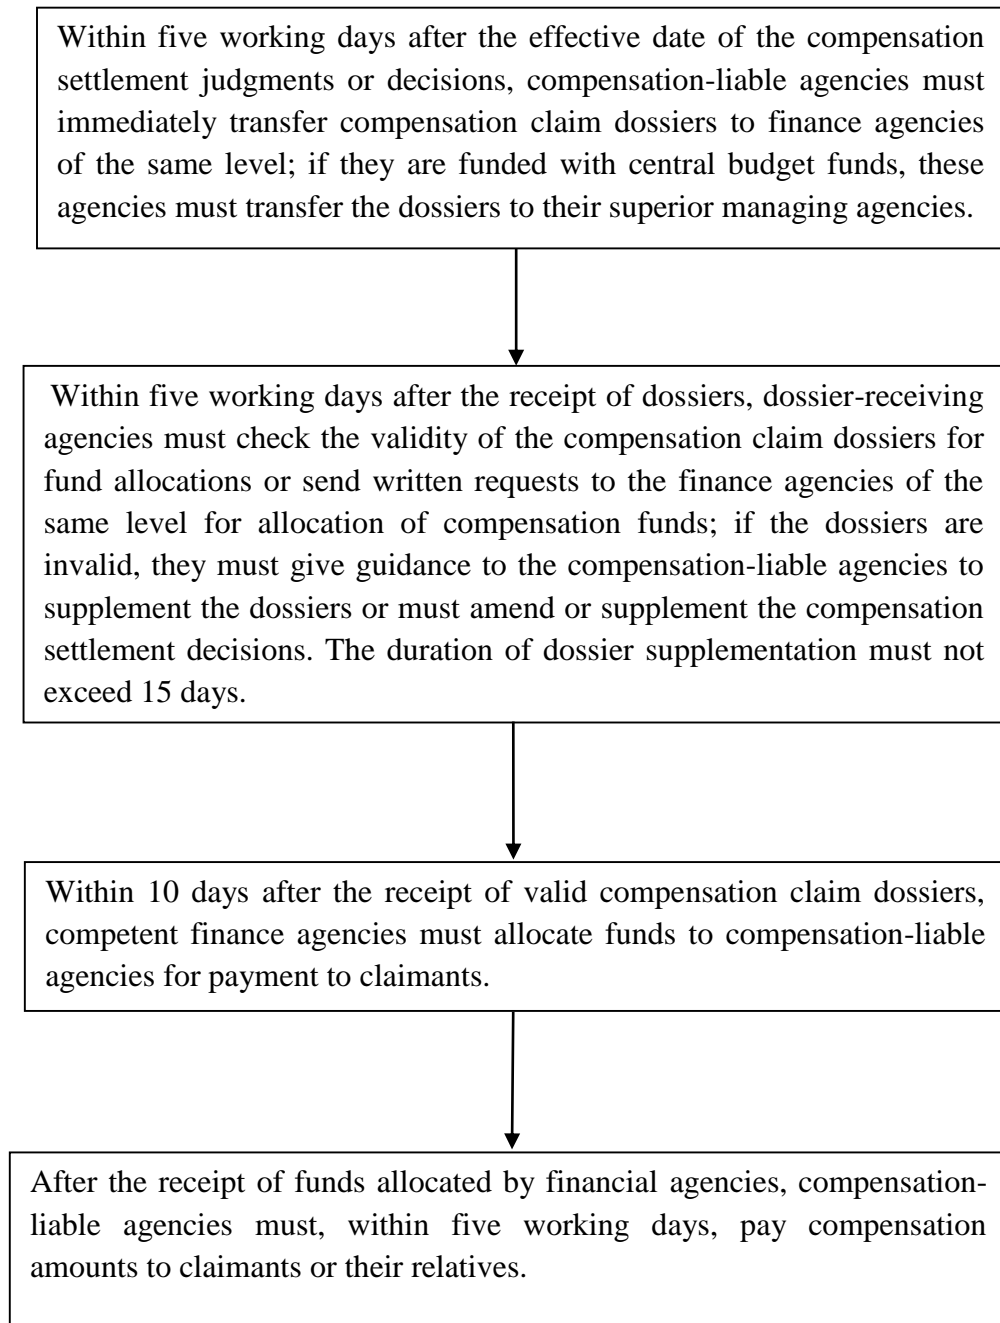 Within five working days after the effective date of the compensation
settlement judgments or decisions, compensation-liable agencies must
immediately transfer compensation claim dossiers to finance agencies
of the same level; if they are funded with central budget funds, these
agencies must transfer the dossiers to their superior managing agencies.
Within five working days after the receipt of dossiers, dossier-receiving
agencies must check the validity of the compensation claim dossiers for
fund allocations or send written requests to the finance agencies of the
same level for allocation of compensation funds; if the dossiers are
invalid, they must give guidance to the compensation-liable agencies to
supplement the dossiers or must amend or supplement the compensation
settlement decisions. The duration of dossier supplementation must not
exceed 15 days.
Within 10 days after the receipt of valid compensation claim dossiers,
competent finance agencies must allocate funds to compensation-liable
agencies for payment to claimants.
After the receipt of funds allocated by financial agencies, compensation-
liable agencies must, within five working days, pay compensation
amounts to claimants or their relatives.